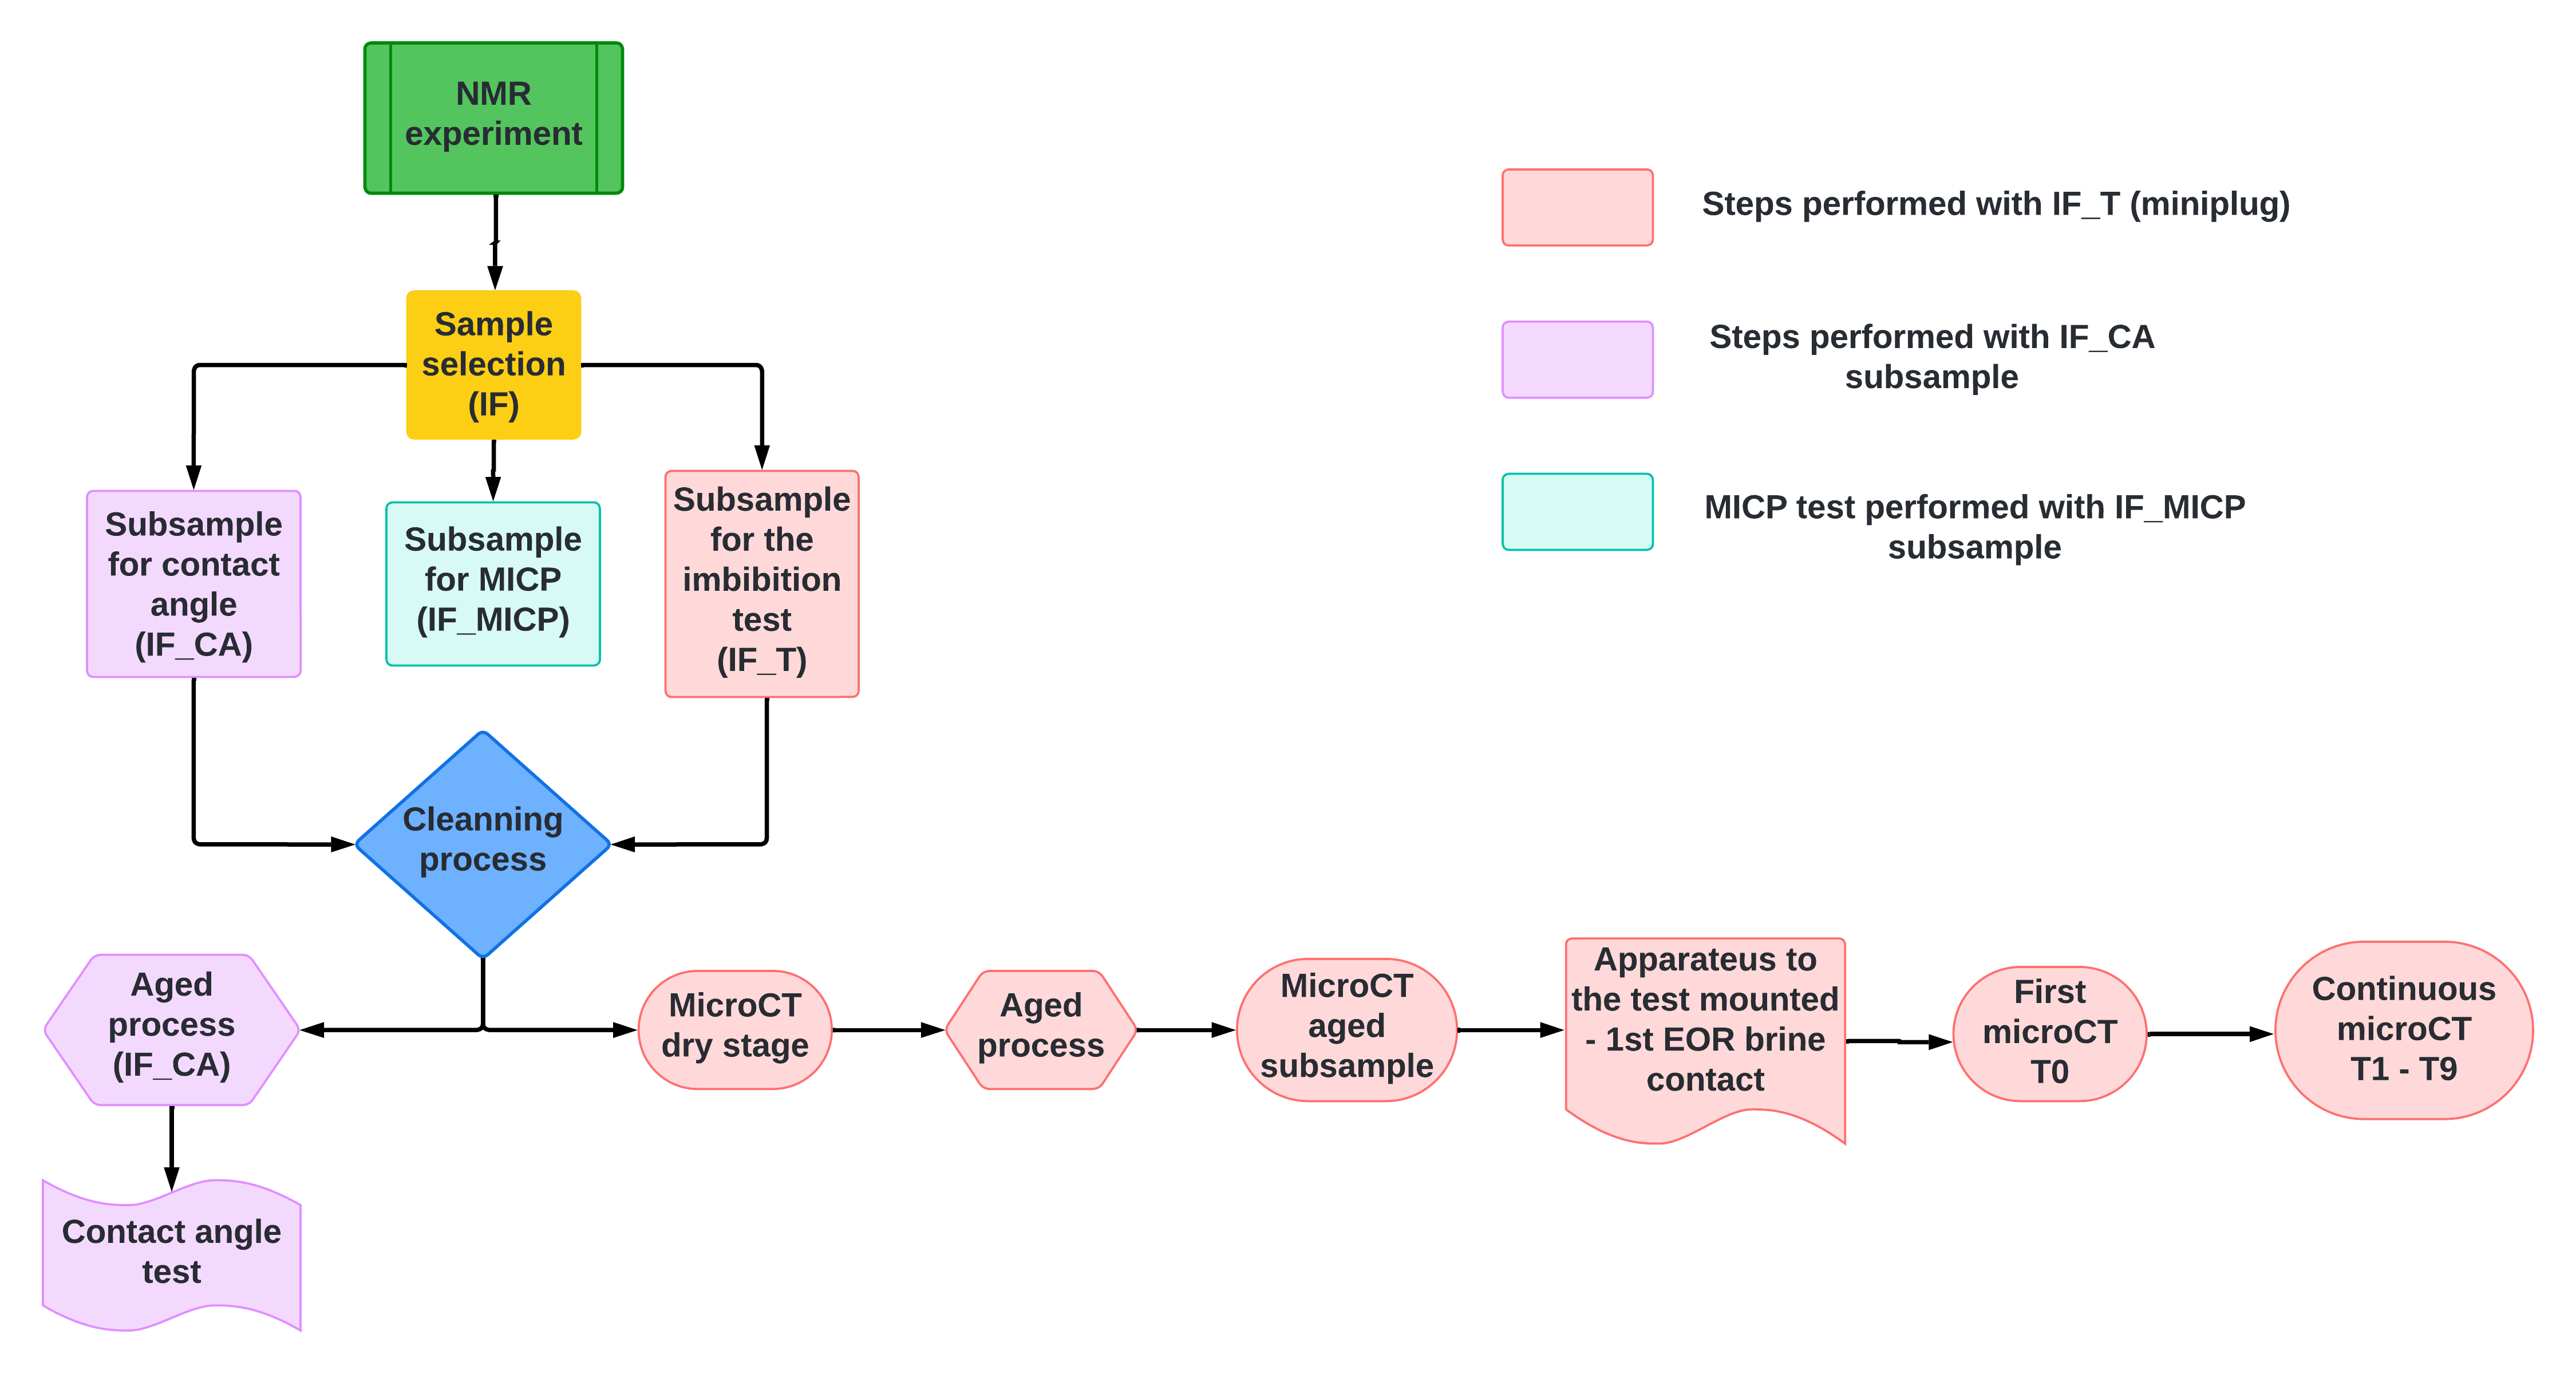 NMR
experiment
Sample
selection
(IF)
Subsample
for contact
angle
(IF_CA)
Subsample
for MICP
(IF_MICP)
Subsample
for the
imbibition
test
(IF_T)
Steps performed with IF_T (miniplug)
Steps performed with IF_CA
subsample
MICP test performed with IF_MICP
subsample
Cleanning
process
Aged
process
(IF_CA)
Contact angle
test
MicroCT
dry stage
Aged
process
MicroCT
aged
subsample
Apparateus to
the test mounted
- 1st EOR brine
contact
First
microCT
T0
Continuous
microCT
T1 - T9